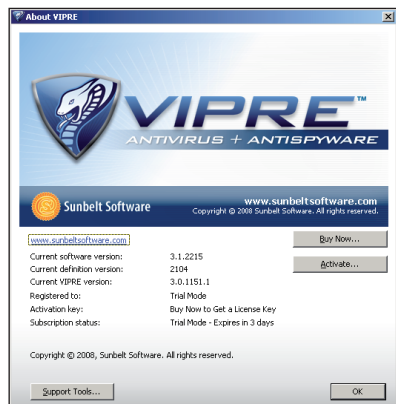 About VIPRE
VIPRE™
ANTIVIRUS + ANTISPYWARE
Sunbelt Software
www.sunbeltsoftware.com
Copyright © 2008 Sunbelt Software. All rights reserved.
www.sunbeltsoftware.com
Buy Now...
Current software version: 3.1.2215
Activate...
Current definition version: 2104
Current VIPRE version: 3.0.1151.1
Registered to: Trial Mode
Activation key: Buy Now to Get a License Key
Subscription status: Trial Mode - Expires in 3 days
Copyright © 2008, Sunbelt Software. All rights reserved.
Support Tools...
OK